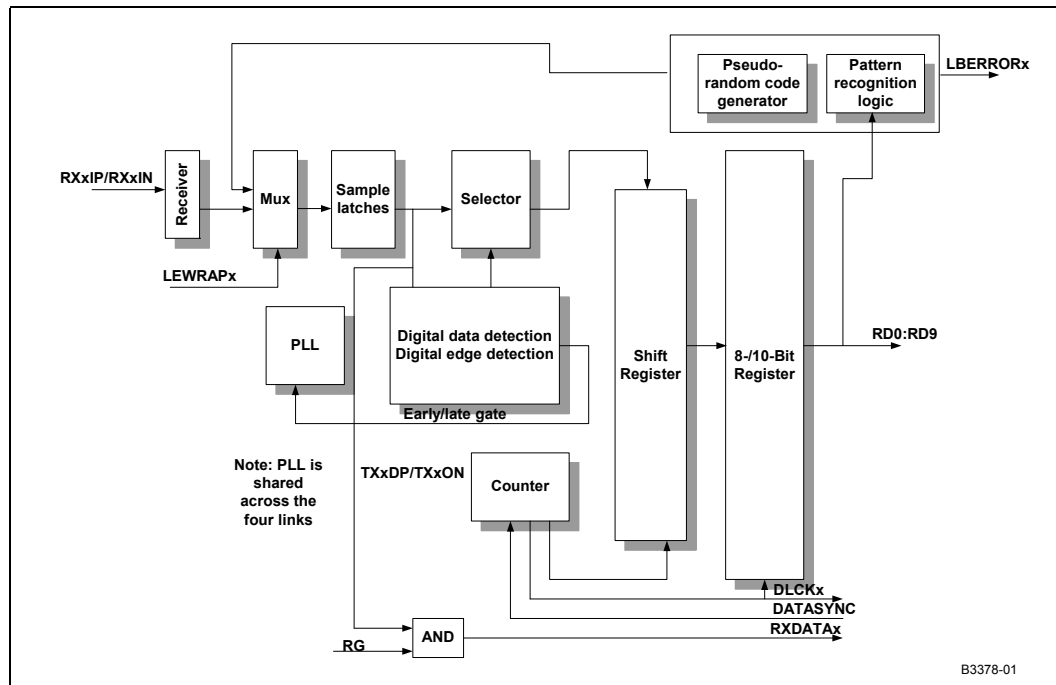 Pseudo-
random code
generator
Pattern
recognition
logic
LBERRORx
RXxIP/RXxIN
Receiver
Mux
Sample
latches
Selector
LEWRAPx
PLL
Digital data detection
Digital edge detection
Early/late gate
Shift
Register
8-/10-Bit
Register
RD0:RD9
Note: PLL is
shared
across the
four links
TXxDP/TXxON
Counter
DLCKx
DATASYNC
RXDATAx
RG
AND
B3378-01